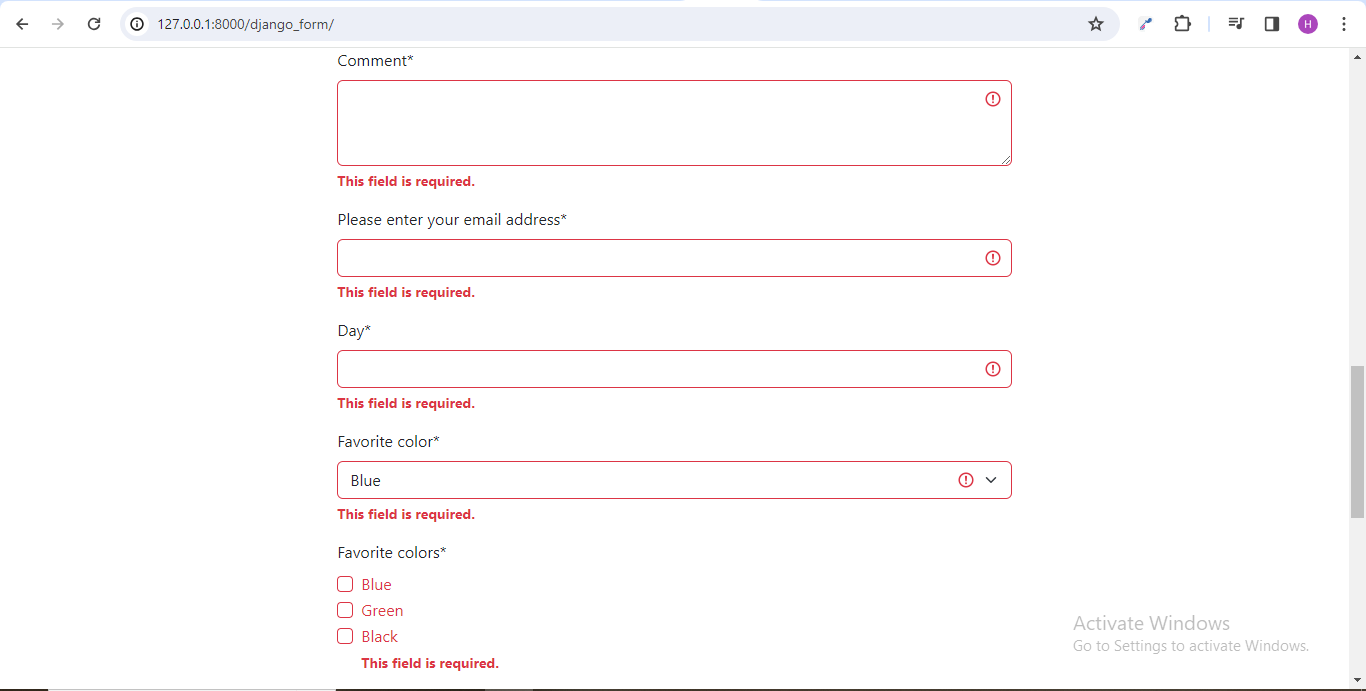 127.0.0.1:8000/django_form/
H
Comment*
This field is required.
Please enter your email address*
This field is required.
Day*
This field is required.
Favorite color*
Blue
This field is required.
Favorite colors*
Blue
Green
Black
This field is required.
Activate Windows
Go to Settings to activate Windows.